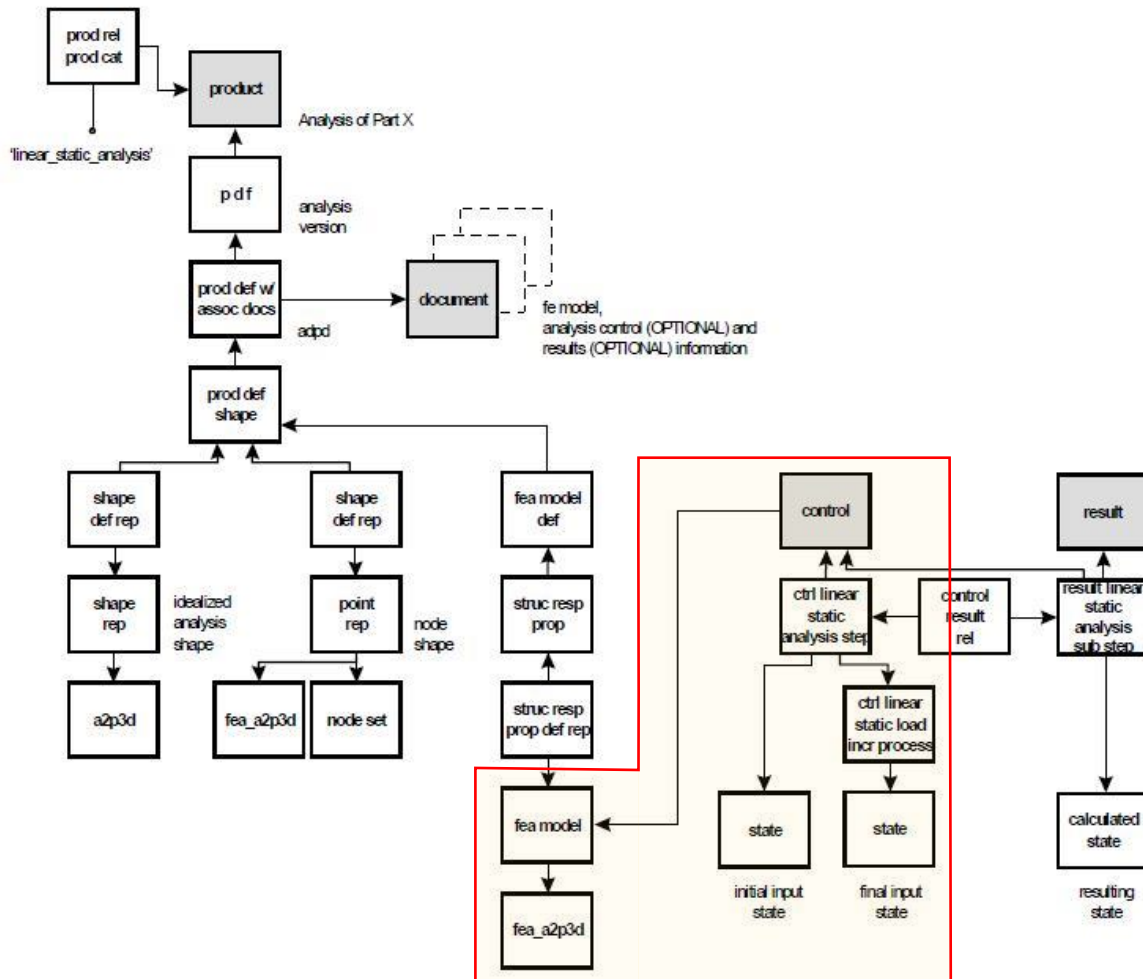 prod rel
prod cat
product
Analysis of Part X
'linear_static_analysis'
p d f
analysis
version
prod def w/
assoc docs
adpd
document
fe model,
analysis control (OPTIONAL) and
results (OPTIONAL) information
prod def
shape
shape
def rep
shape
def rep
fea model
def
control
result
shape
rep
idealized
analysis
shape
point
rep
node
shape
struc resp
prop
ctrl linear
static
analysis step
control
result
rel
result linear
static
analysis
sub step
a2p3d
fea_a2p3d
node set
struc resp
prop def rep
ctrl linear
static load
incr process
fea model
state
state
calculated
state
initial input
state
final input
state
resulting
state
fea_a2p3d